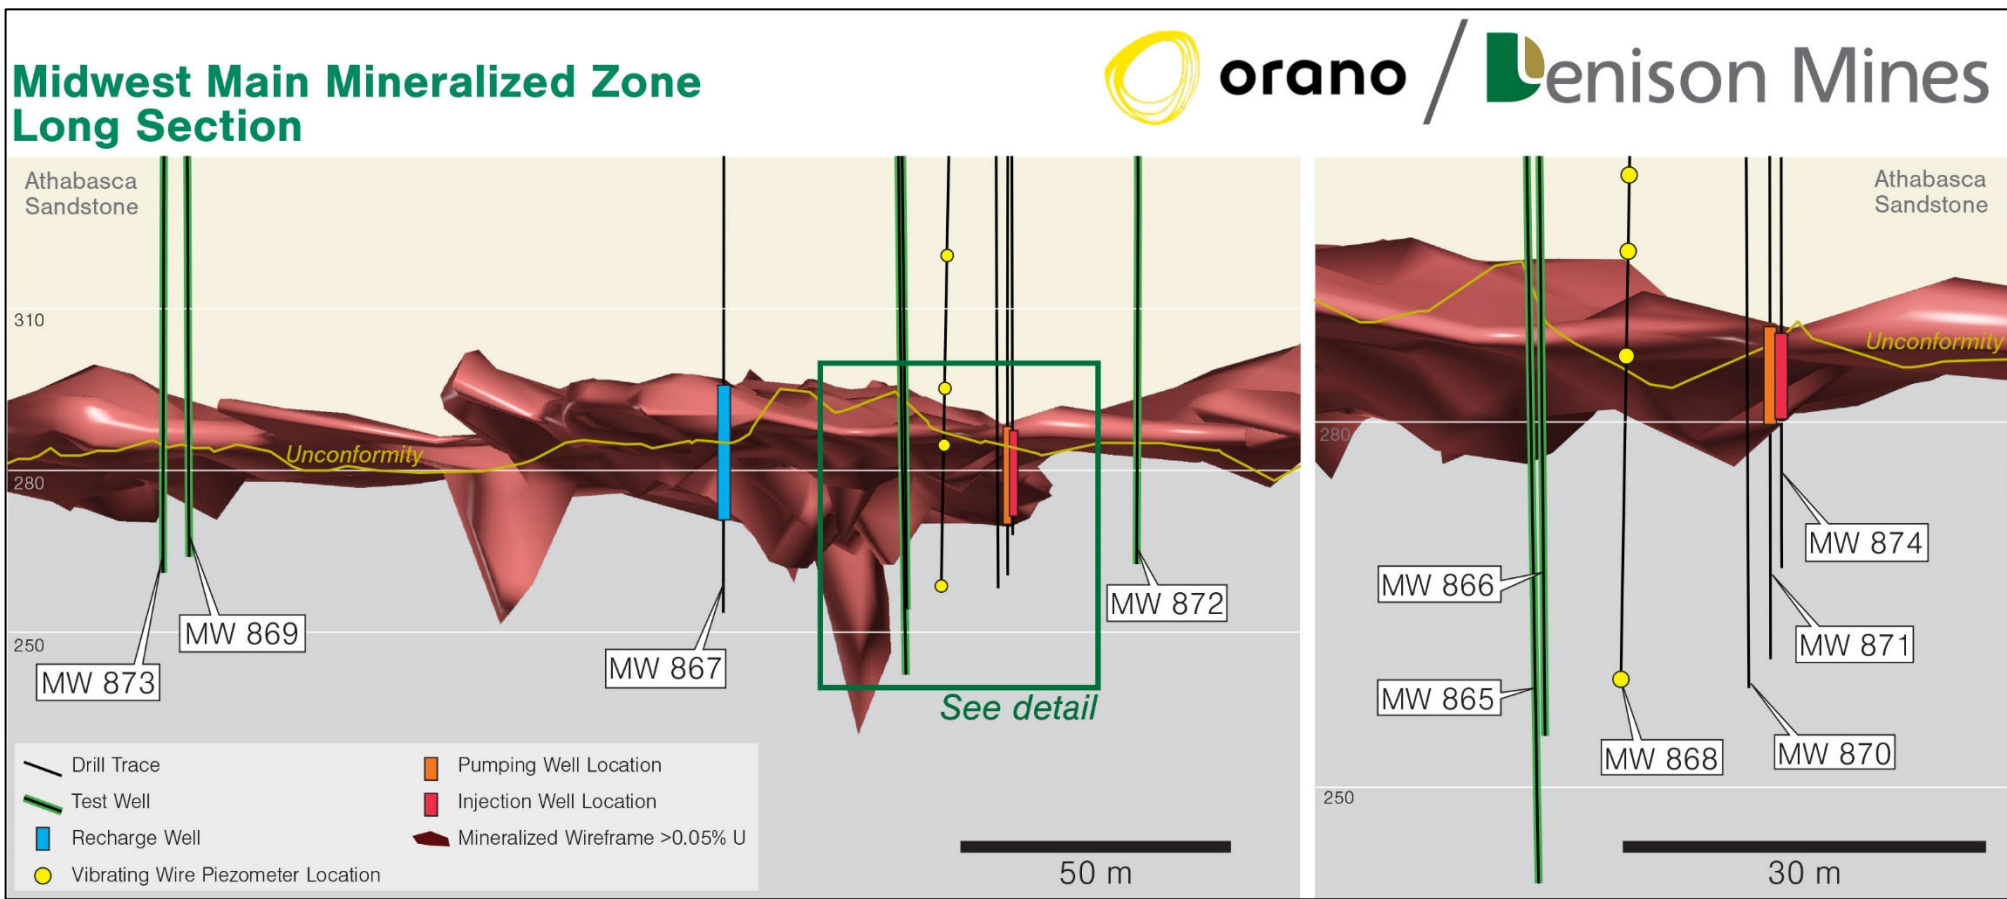 Midwest Main Mineralized Zone
Long Section
orano / Denison Mines
Athabasca
Sandstone
310
280
250
Unconformity
MW 873
MW 869
MW 867
MW 872
See detail
Drill Trace
Test Well
Recharge Well
Vibrating Wire Piezometer Location
Pumping Well Location
Injection Well Location
Mineralized Wireframe >0.05% U
50 m
Athabasca
Sandstone
Unconformity
280
250
MW 874
MW 866
MW 871
MW 865
MW 868
MW 870
30 m